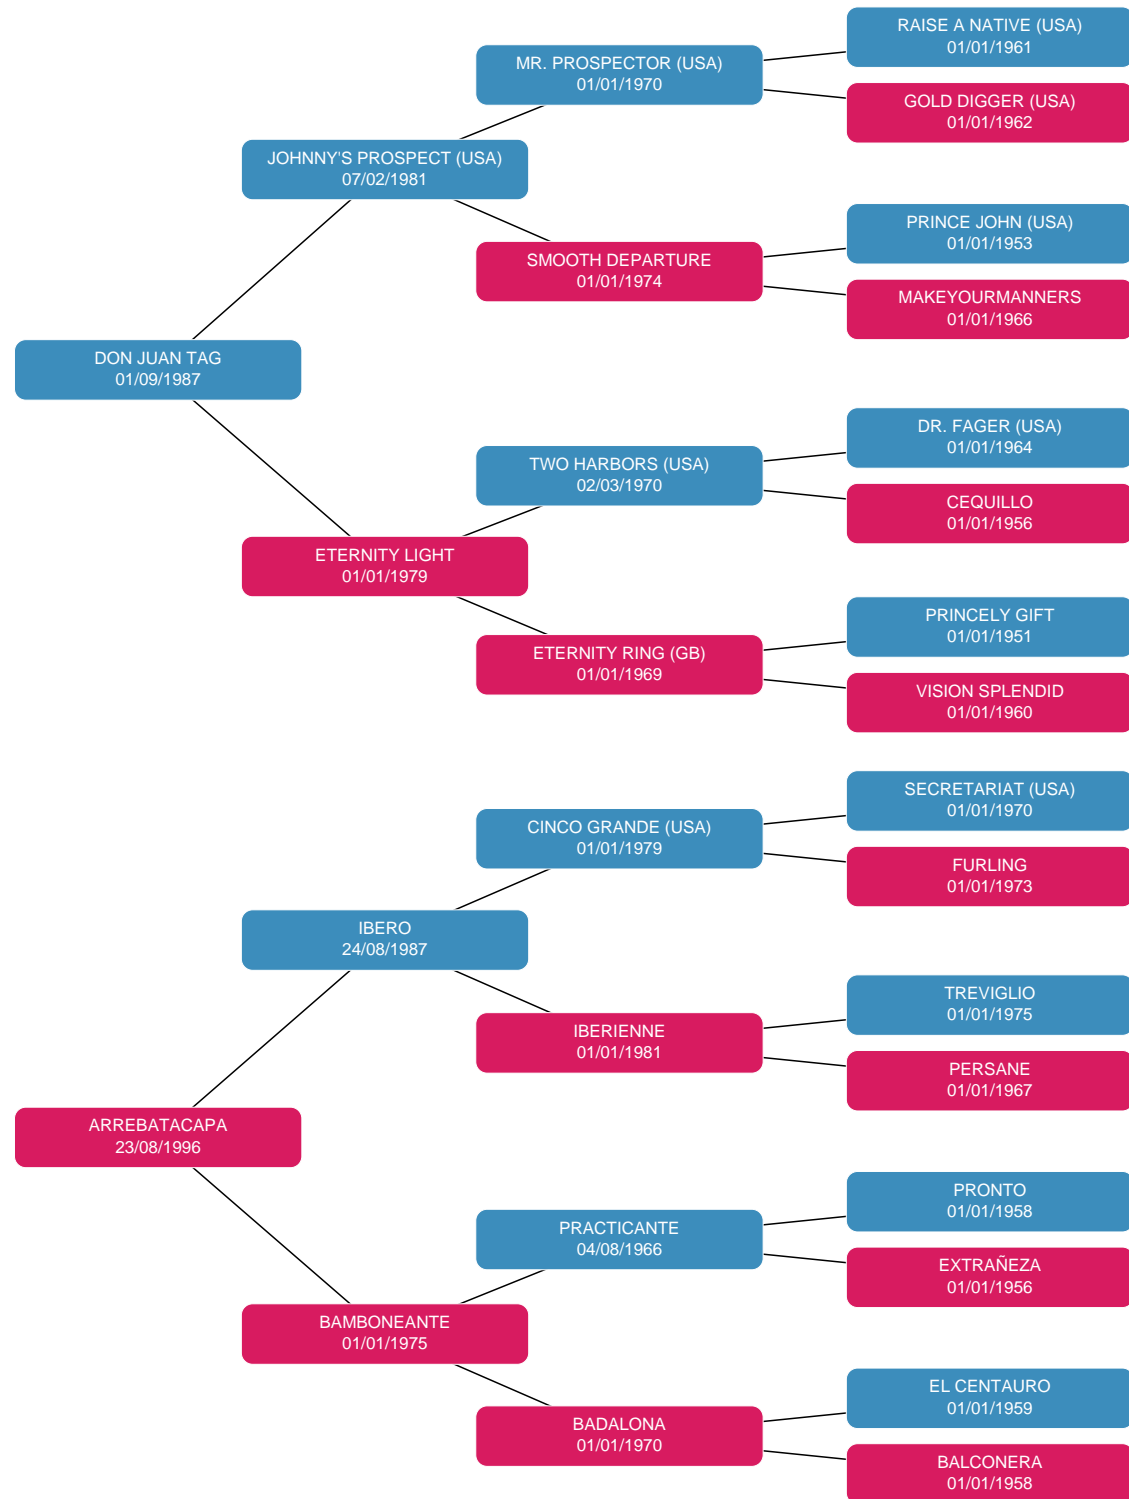 RAISE A NATIVE (USA)
01/01/1961
MR. PROSPECTOR (USA)
01/01/1970
GOLD DIGGER (USA)
01/01/1962
JOHNNY'S PROSPECT (USA)
07/02/1981
PRINCE JOHN (USA)
01/01/1953
SMOOTH DEPARTURE
01/01/1974
MAKEYOURMANNERS
01/01/1966
DON JUAN TAG
01/09/1987
DR. FAGER (USA)
01/01/1964
TWO HARBORS (USA)
02/03/1970
CEQUILLO
01/01/1956
ETERNITY LIGHT
01/01/1979
PRINCELY GIFT
01/01/1951
ETERNITY RING (GB)
01/01/1969
VISION SPLENDID
01/01/1960
SECRETARIAT (USA)
01/01/1970
CINCO GRANDE (USA)
01/01/1979
FURLING
01/01/1973
IBERO
24/08/1987
TREVIGLIO
01/01/1975
IBERIENNE
01/01/1981
PERSANE
01/01/1967
ARREBATACAPA
23/08/1996
PRONTO
01/01/1958
PRACTICANTE
04/08/1966
EXTRAÑEZA
01/01/1956
BAMBONEANTE
01/01/1975
EL CENTAURO
01/01/1959
BADALONA
01/01/1970
BALCONERA
01/01/1958